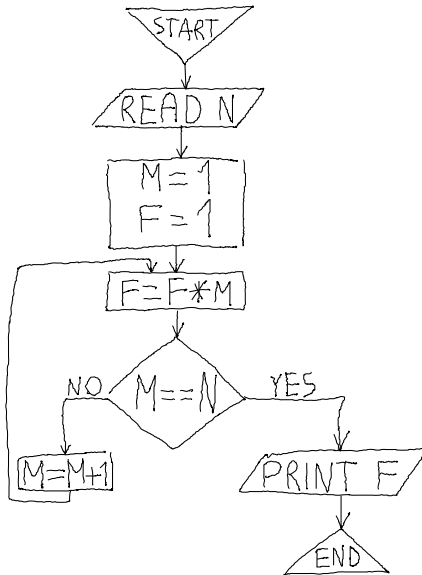 START
READ N
M=1
F=1
F=F*M
M==N
NO
YES
M=M+1
PRINT F
END